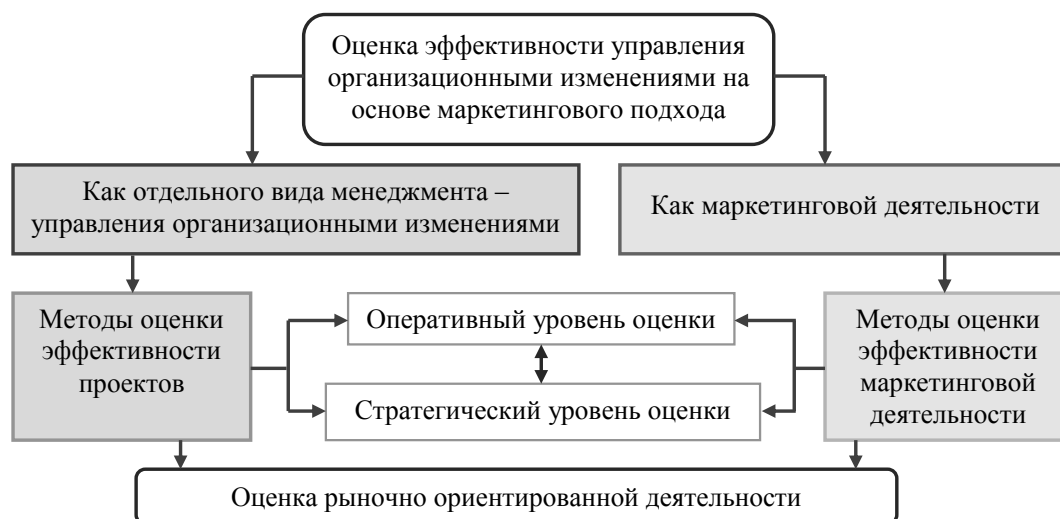 Оценка эффективности управления
организационными изменениями на
основе маркетингового подхода
Как отдельного вида менеджмента –
управления организационными изменениями
Как маркетинговой деятельности
Методы оценки
эффективности
проектов
Оперативный уровень оценки
Стратегический уровень оценки
Методы оценки
эффективности
маркетинговой
деятельности
Оценка рыночно ориентированной деятельности